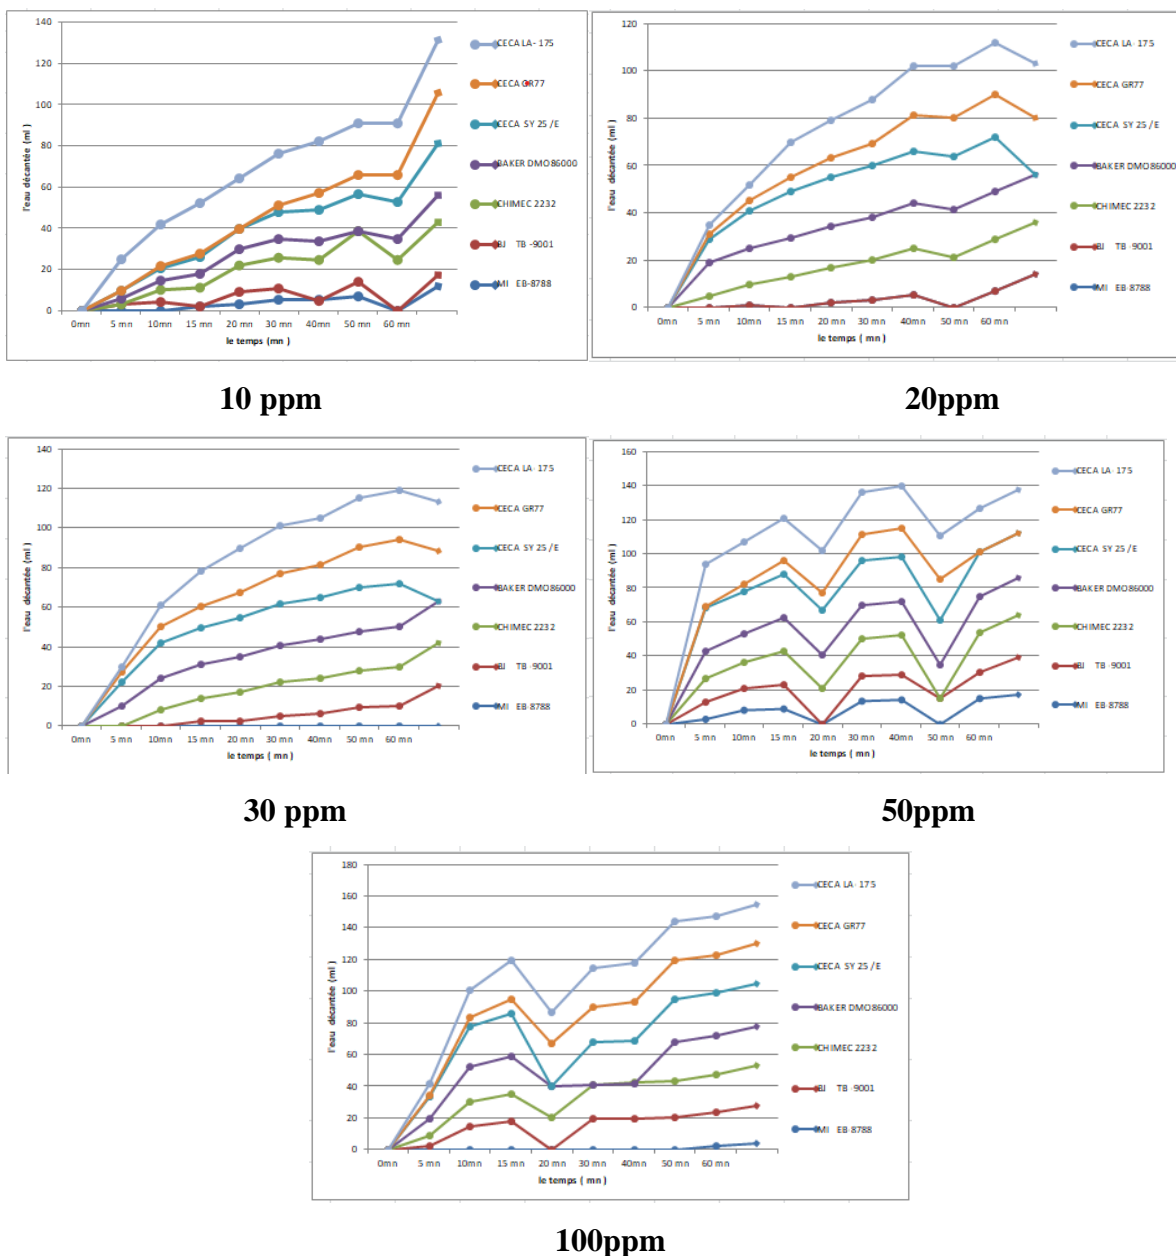 140
120
100
80
60
40
20
0
l'eau décantée (ml )
0mn 5 mn 10mn 15 mn 20 mn 30 mn 40mn 50 mn 60 mn
le temps ( mn )
CECA LA- 175
CECA GR77
CECA SY 25 /E
BAKER DMO86000
CHIMEC 2232
BJ TB -9001
MI EB-8788
10 ppm
120
100
80
60
40
20
0
l'eau décantée (ml)
0mn 5 mn 10mn 15 mn 20 mn 30 mn 40mn 50 mn 60 mn
le temps ( mn )
CECA LA 175
CECA GR77
CECA SY 25 /E
BAKER DMO86000
CHIMEC 2232
BJ TB -9001
MI EB-8788
20ppm
140
120
100
80
60
40
20
0
l'eau décantée (ml )
0mn 5 mn 10mn 15 mn 20 mn 30 mn 40mn 50 mn 60 mn
le temps ( mn )
CECA LA 175
CECA GR77
CECA SY 25 /E
BAKER DMO86000
CHIMEC 2232
BJ TB -9001
MI EB-8788
30 ppm
160
140
120
100
80
60
40
20
0
l'eau décantée (ml )
0mn 5 mn 10mn 15 mn 20 mn 30 mn 40mn 50 mn 60 mn
le temps ( mn )
CECA LA 175
CECA GR77
CECA SY 25 /E
BAKER DMO86000
CHIMEC 2232
BJ TB -9001
MI EB-8788
50ppm
180
160
140
120
100
80
60
40
20
0
l'eau décantée (ml )
0mn 5 mn 10mn 15 mn 20 mn 30 mn 40mn 50 mn 60 mn
le temps ( mn )
CECA LA 175
CECA GR77
CECA SY 25 /E
BAKER DMO86000
CHIMEC 2232
BJ TB -9001
MI EB 8788
100ppm